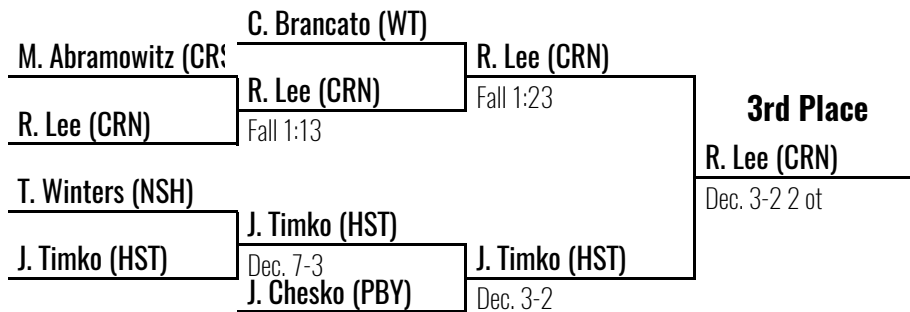 C. Brancato (WT)
M. Abramowitz (CRS
R. Lee (CRN)
R. Lee (CRN)
Fall 1:23
3rd Place
R. Lee (CRN)
Fall 1:13
R. Lee (CRN)
Dec. 3-2 2 ot
T. Winters (NSH)
J. Timko (HST)
Dec. 7-3
J. Timko (HST)
J. Timko (HST)
J. Chesko (PBY)
Dec. 3-2